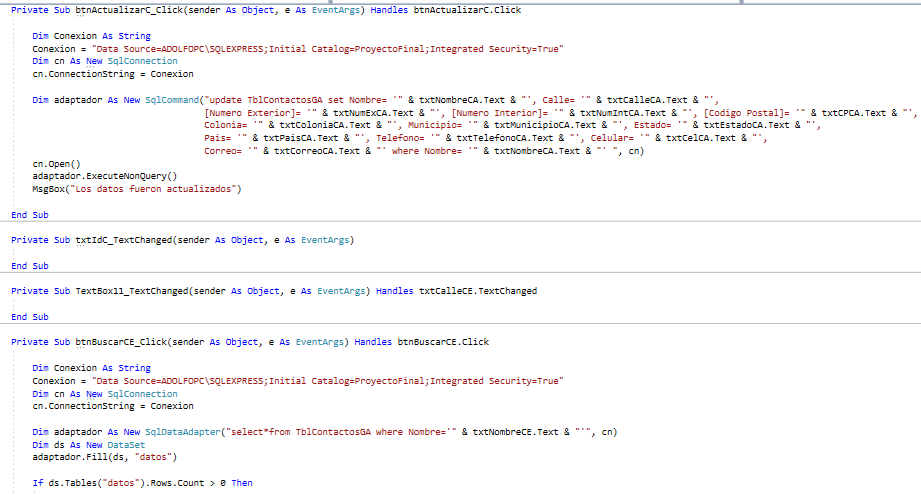 Private Sub btnActualizarC_Click(sender As Object, e As EventArgs) Handles btnActualizarC.Click
Dim Conexion As String
Conexion = "Data Source=ADOLFOPC\SQLEXPRESS;Initial Catalog=ProyectoFinal;Integrated Security=True"
Dim cn As New SqlConnection
cn.ConnectionString = Conexion
Dim adaptador As New SqlCommand("update TblContactosGA set Nombre= '" & txtNombreCA.Text & "', Calle= '" & txtCalleCA.Text & "',
[Numero Exterior]= '" & txtNumExCA.Text & "', [Numero Interior]= '" & txtNumIntCA.Text & "', [Codigo Postal]= '" & txtCPCA.Text & "',
Colonia= '" & txtColoniaCA.Text & "', Municipio= '" & txtMunicipioCA.Text & "', Estado= '" & txtEstadoCA.Text & "',
Pais= '" & txtPaisCA.Text & "', Telefono= '" & txtTelefonoCA.Text & "', Celular= '" & txtCelCA.Text & "',
Correo= '" & txtCorreoCA.Text & "' where Nombre= '" & txtNombreCA.Text & "' ", cn)
cn.Open()
adaptador.ExecuteNonQuery()
MsgBox("Los datos fueron actualizados")
End Sub
Private Sub txtIdC_TextChanged(sender As Object, e As EventArgs)
End Sub
Private Sub TextBox11_TextChanged(sender As Object, e As EventArgs) Handles txtCalleCE.TextChanged
End Sub
Private Sub btnBuscarCE_Click(sender As Object, e As EventArgs) Handles btnBuscarCE.Click
Dim Conexion As String
Conexion = "Data Source=ADOLFOPC\SQLEXPRESS;Initial Catalog=ProyectoFinal;Integrated Security=True"
Dim cn As New SqlConnection
cn.ConnectionString = Conexion
Dim adaptador As New SqlDataAdapter("select*from TblContactosGA where Nombre='" & txtNombreCE.Text & "'", cn)
Dim ds As New DataSet
adaptador.Fill(ds, "datos")
If ds.Tables("datos").Rows.Count > 0 Then